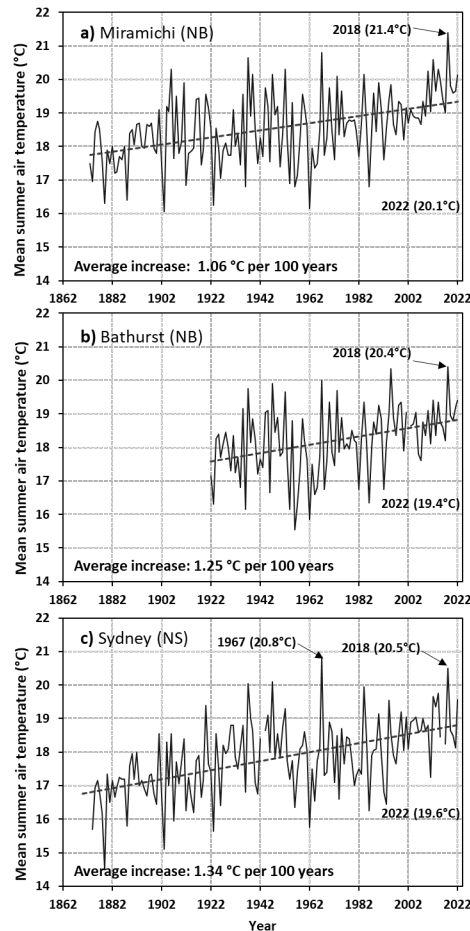 22
a) Miramichi (NB)
2018 (21.4°C)
21
20
19
18
17
16
2022 (20.1°C)
15
Average increase:  1.06 °C per 100 years
14
1862 1882 1902 1922 1942 1962 1982 2002 2022
Mean summer air temperature (°C)
22
b) Bathurst (NB)
2018 (20.4°C)
21
20
19
18
17
16
2022 (19.4°C)
15
Average increase: 1.25 °C per 100 years
14
1862 1882 1902 1922 1942 1962 1982 2002 2022
Mean summer air temperature (°C)
22
c) Sydney (NS)
1967 (20.8°C)
2018 (20.5°C)
21
20
19
18
17
16
2022 (19.6°C)
15
Average increase: 1.34 °C per 100 years
14
1862 1882 1902 1922 1942 1962 1982 2002 2022
Mean summer air temperature (°C)
Year